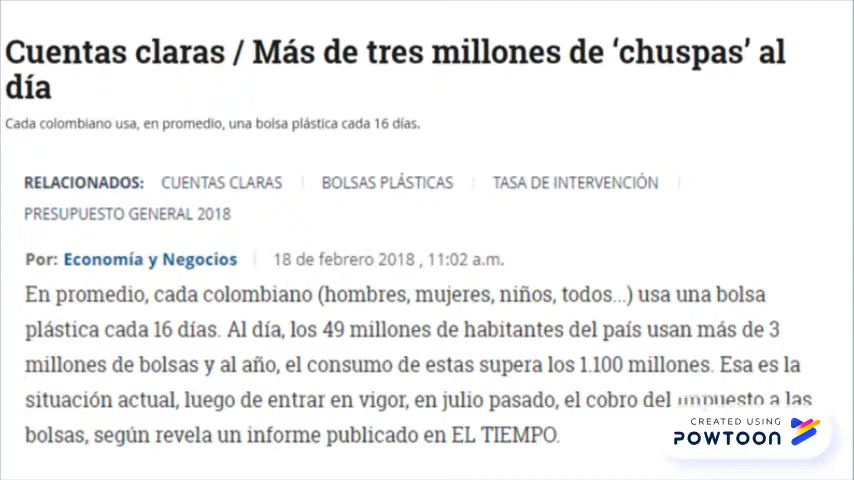 Cuentas claras / Más de tres millones de ‘chuspas’ al
día
Cada colombiano usa, en promedio, una bolsa plástica cada 16 días.
RELACIONADOS: CUENTAS CLARAS BOLSAS PLÁSTICAS TASA DE INTERVENCIÓN
PRESUPUESTO GENERAL 2018
Por: Economía y Negocios 18 de febrero 2018 , 11:02 a.m.
En promedio, cada colombiano (hombres, mujeres, niños, todos...) usa una bolsa
plástica cada 16 días. Al día, los 49 millones de habitantes del país usan más de 3
millones de bolsas y al año, el consumo de estas supera los 1.100 millones. Esa es la
situación actual, luego de entrar en vigor, en julio pasado, el cobro del impuesto a las
bolsas, según revela un informe publicado en EL TIEMPO.
CREATED USING
POWTOON